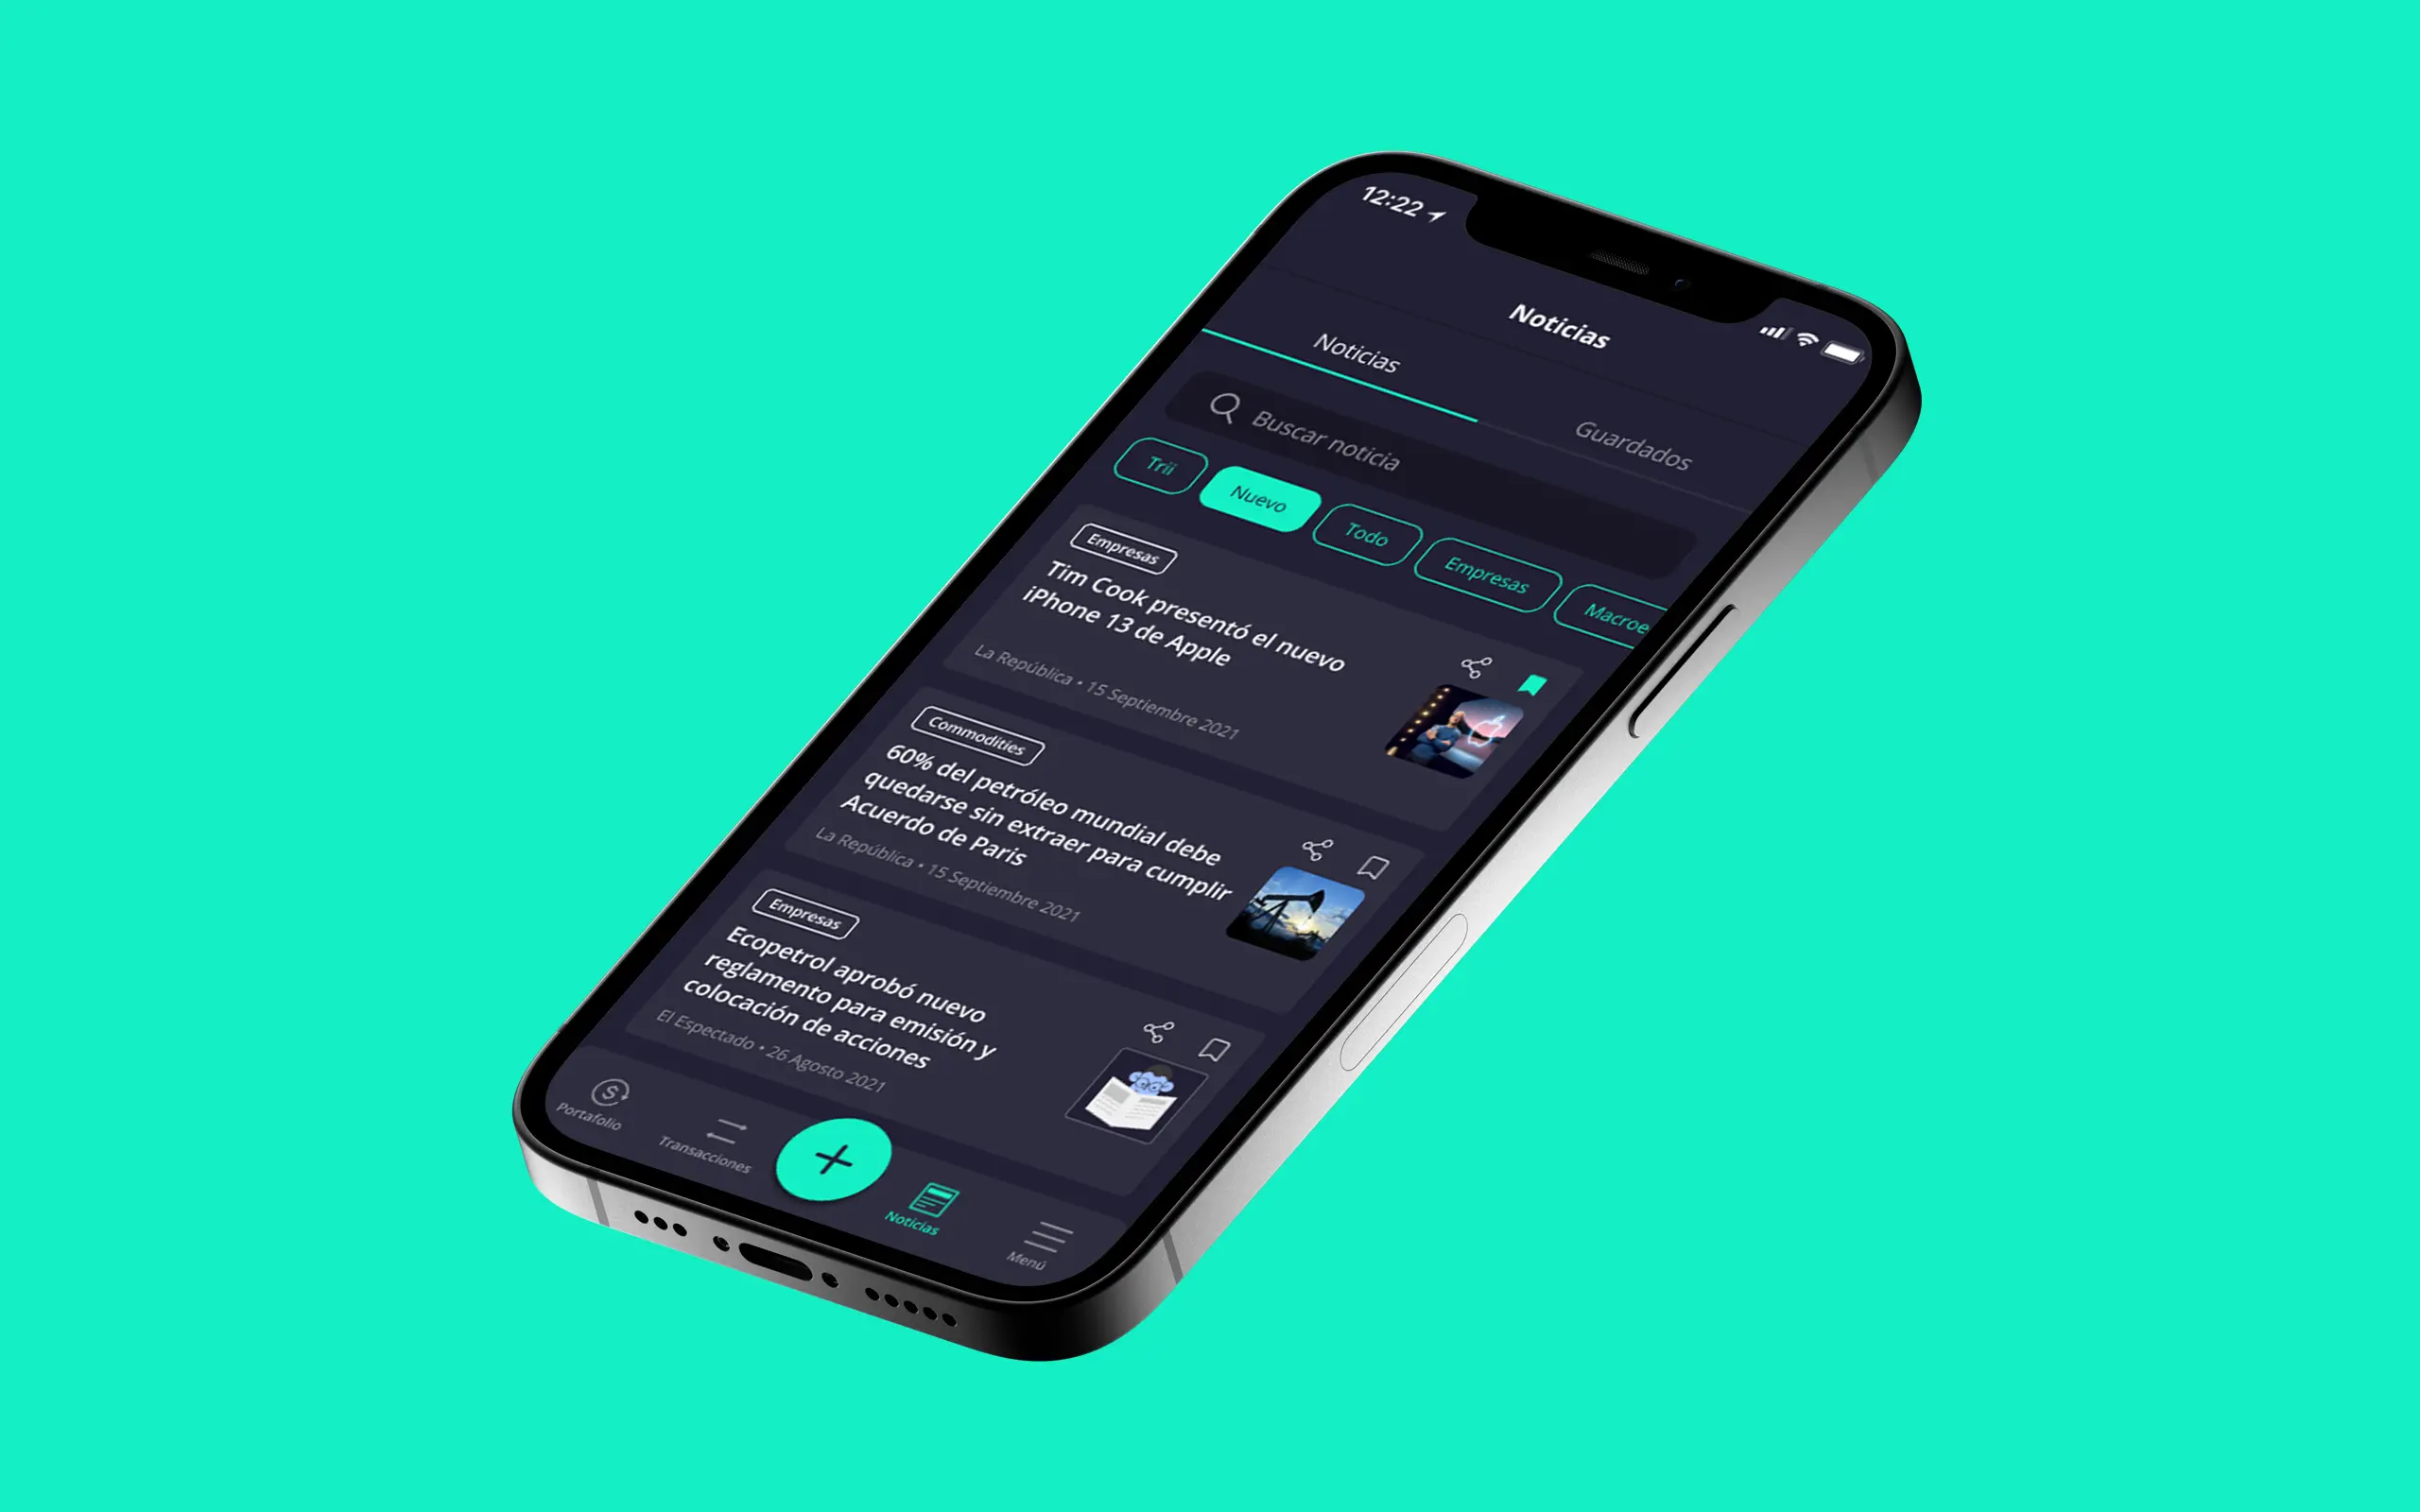 12:22
Noticias
Noticias
Guardados
Buscar noticia
Trii
Nuevo
Todo
Empresas
Macroe
Empresas
Tim Cook presentó el nuevo
iPhone 13 de Apple
La República • 15 Septiembre 2021
Commodities
60% del petróleo mundial debe
quedarse sin extraer para cumplir
Acuerdo de Paris
La República • 15 Septiembre 2021
Empresas
Ecopetrol aprobó nuevo
reglamento para emisión y
colocación de acciones
El Espectado • 26 Agosto 2021
Portafolio
Transacciones
Noticias
Menú